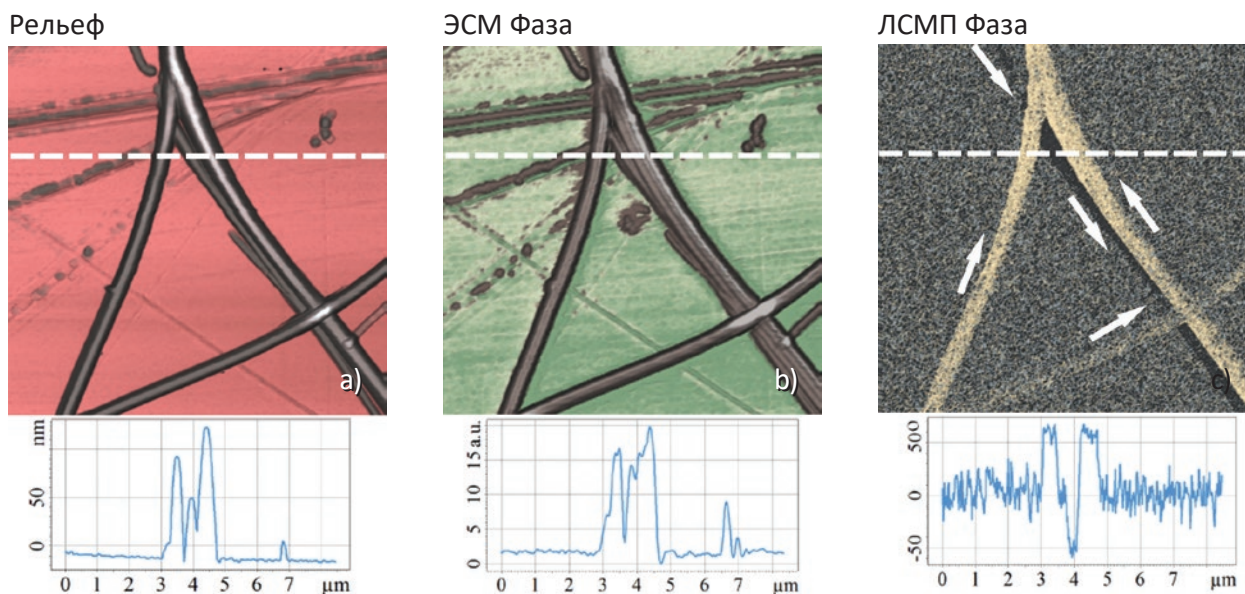 Рельеф
ЭСМ Фаза
ЛСМП Фаза
a)
b)
c)
nm
50
0
0 1 2 3 4 5 6 7 µm
15 a.u.
10
5
0
0 1 2 3 4 5 6 7 µm
500
0
-50
0 1 2 3 4 5 6 7 µm